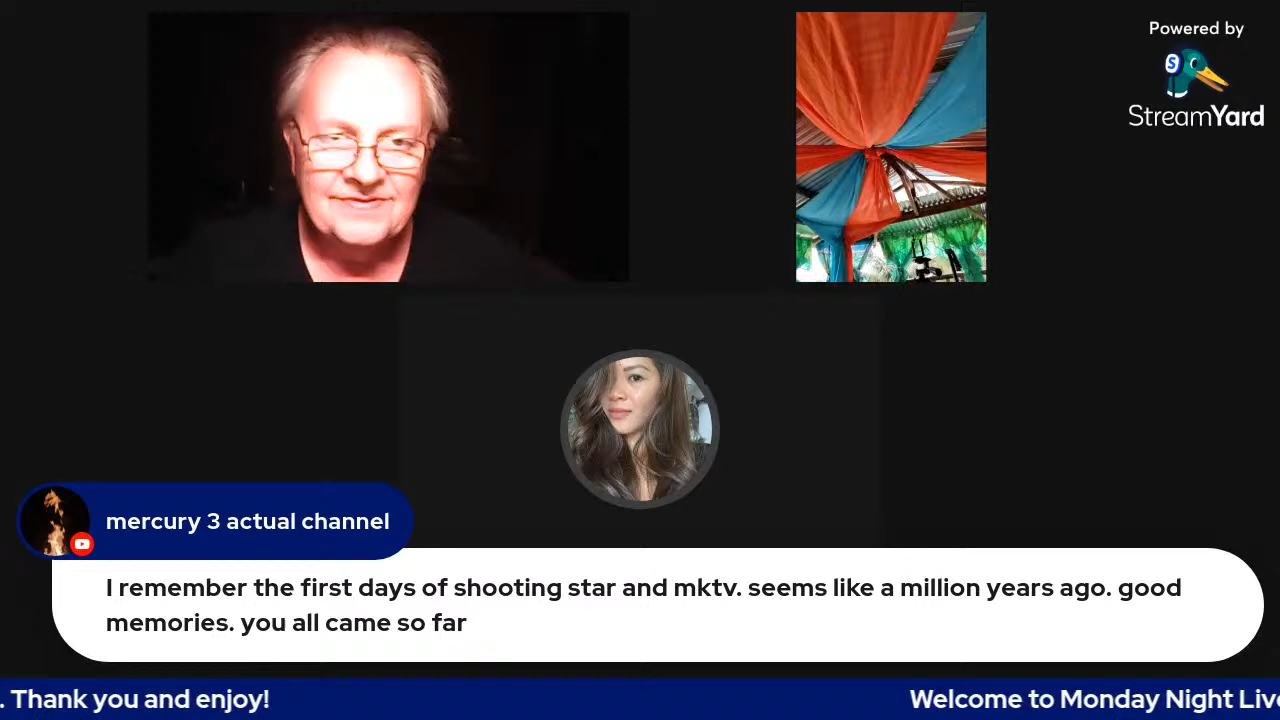 Powered by
S
StreamYard
mercury 3 actual channel
I remember the first days of shooting star and mktv. seems like a million years ago. good
memories. you all came so far
. Thank you and enjoy!
Welcome to Monday Night Live